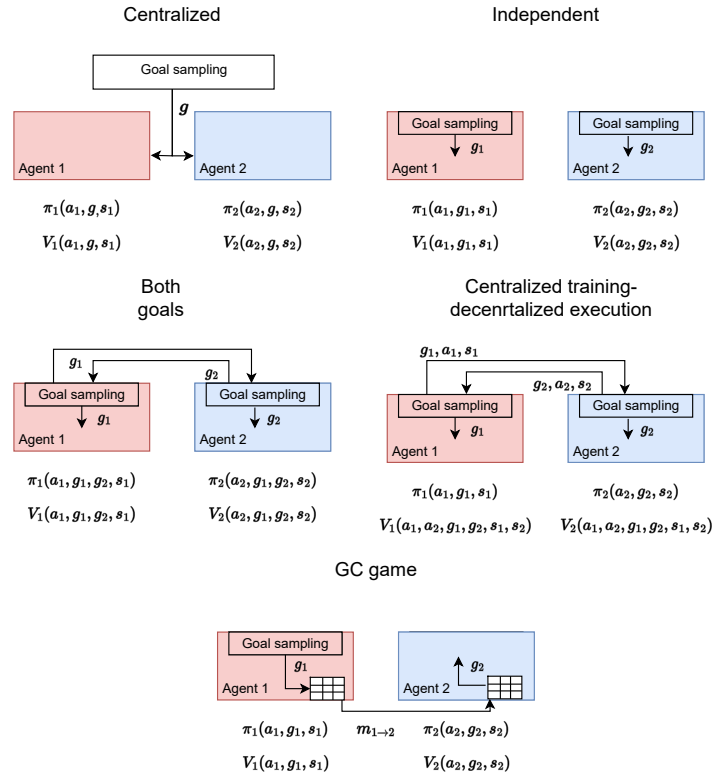 Centralized
Independent
Goal sampling
g
Agent 1
Agent 2
π₁(a₁, g, s₁)
π₂(a₂, g, s₂)
V₁(a₁, g, s₁)
V₂(a₂, g, s₂)
Goal sampling
g₁
Agent 1
Goal sampling
g₂
Agent 2
π₁(a₁, g₁, s₁)
π₂(a₂, g₂, s₂)
V₁(a₁, g₁, s₁)
V₂(a₂, g₂, s₂)
Both
goals
g₁
g₂
Goal sampling
g₁
Agent 1
Goal sampling
g₂
Agent 2
π₁(a₁, g₁, g₂, s₁)
π₂(a₂, g₁, g₂, s₂)
V₁(a₁, g₁, g₂, s₁)
V₂(a₂, g₁, g₂, s₂)
Centralized training-
decenrtalized execution
g₁, a₁, s₁
g₂, a₂, s₂
Goal sampling
g₁
Agent 1
Goal sampling
g₂
Agent 2
π₁(a₁, g₁, s₁)
π₂(a₂, g₂, s₂)
V₁(a₁, a₂, g₁, g₂, s₁, s₂)
V₂(a₁, a₂, g₁, g₂, s₁, s₂)
GC game
Goal sampling
g₁
Agent 1
g₂
Agent 2
π₁(a₁, g₁, s₁)
m₁→₂
π₂(a₂, g₂, s₂)
V₁(a₁, g₁, s₁)
V₂(a₂, g₂, s₂)